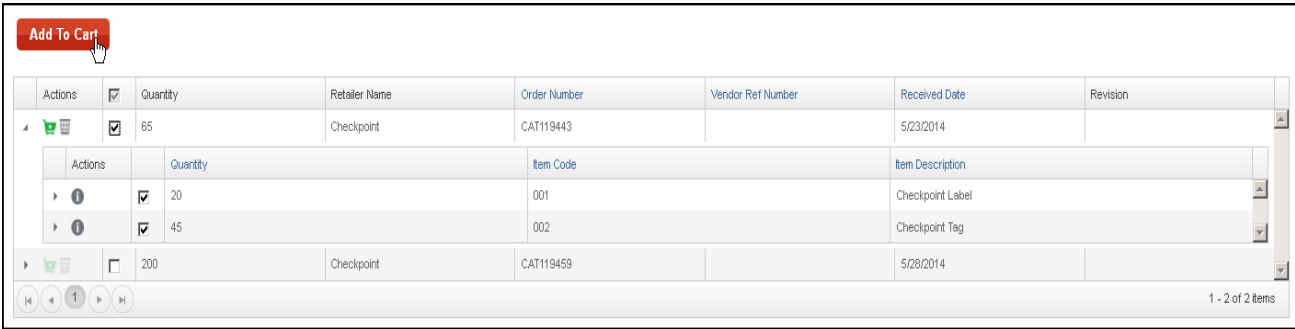 Add To Cart
Actions Quantity Retailer Name Order Number Vendor Ref Number Received Date Revision
65 Checkpoint CAT119443 5/23/2014
Actions Quantity Item Code Item Description
20 001 Checkpoint Label
45 002 Checkpoint Tag
200 Checkpoint CAT119459 5/28/2014
1 1 - 2 of 2 items